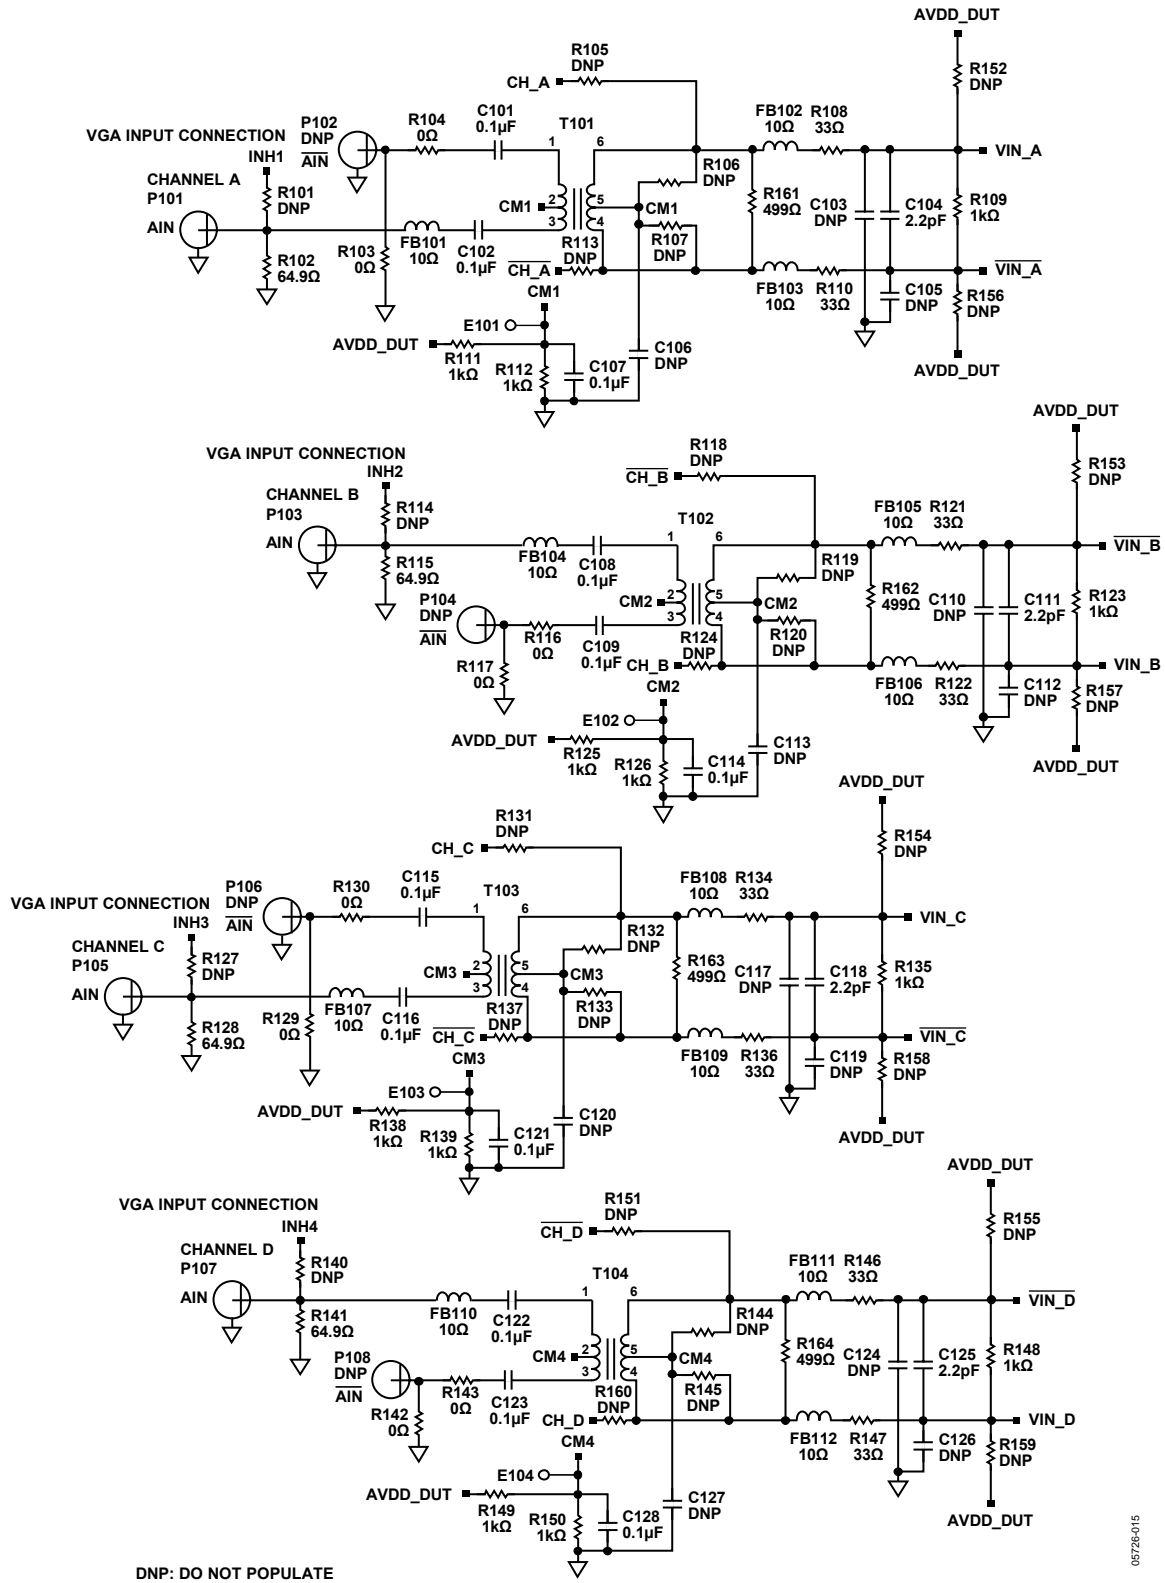 AVDD_DUT
R105
DNP
CH_A
R152
DNP
VGA INPUT CONNECTION
P102
DNP
AIN
R104
0Ω
C101
0.1µF
T101
FB102
10Ω
R108
33Ω
VIN_A
INH1
CHANNEL A
P101
R101
DNP
1
6
R106
DNP
AIN
CM1
2
5
CM1
3
4
R161
499Ω
C103
DNP
C104
2.2pF
R109
1kΩ
FB101
10Ω
C102
0.1µF
R107
DNP
R102
64.9Ω
R103
0Ω
R113
DNP
CH_A
FB103
10Ω
R110
33Ω
C105
DNP
VIN_A
R156
DNP
CM1
E101
AVDD_DUT
R111
1kΩ
R112
1kΩ
C107
0.1µF
C106
DNP
AVDD_DUT
AVDD_DUT
VGA INPUT CONNECTION
INH2
R118
DNP
CH_B
R153
DNP
CHANNEL B
P103
R114
DNP
AIN
T102
FB105
10Ω
R121
33Ω
VIN_B
FB104
10Ω
C108
0.1µF
1
6
R115
64.9Ω
R119
DNP
P104
DNP
AIN
CM2
2
5
CM2
3
4
R162
499Ω
C110
DNP
C111
2.2pF
R123
1kΩ
R116
0Ω
C109
0.1µF
R117
0Ω
R124
DNP
R120
DNP
CH_B
FB106
10Ω
R122
33Ω
C112
DNP
VIN_B
R157
DNP
CM2
E102
AVDD_DUT
R125
1kΩ
R126
1kΩ
C114
0.1µF
C113
DNP
AVDD_DUT
AVDD_DUT
R131
DNP
CH_C
R154
DNP
VGA INPUT CONNECTION
INH3
P106
DNP
AIN
R130
0Ω
C115
0.1µF
T103
FB108
10Ω
R134
33Ω
VIN_C
CHANNEL C
P105
R127
DNP
1
6
R132
DNP
AIN
CM3
2
5
CM3
3
4
R163
499Ω
C117
DNP
C118
2.2pF
R135
1kΩ
FB107
10Ω
C116
0.1µF
R133
DNP
R128
64.9Ω
R129
0Ω
R137
DNP
CH_C
FB109
10Ω
R136
33Ω
C119
DNP
VIN_C
R158
DNP
CM3
E103
AVDD_DUT
R138
1kΩ
R139
1kΩ
C121
0.1µF
C120
DNP
AVDD_DUT
AVDD_DUT
VGA INPUT CONNECTION
INH4
R151
DNP
CH_D
R155
DNP
CHANNEL D
P107
R140
DNP
AIN
T104
FB111
10Ω
R146
33Ω
VIN_D
FB110
10Ω
C122
0.1µF
1
6
R141
64.9Ω
R144
DNP
P108
DNP
AIN
CM4
2
5
CM4
3
4
R164
499Ω
C124
DNP
C125
2.2pF
R148
1kΩ
R143
0Ω
C123
0.1µF
R142
0Ω
R160
DNP
R145
DNP
CH_D
FB112
10Ω
R147
33Ω
C126
DNP
VIN_D
R159
DNP
CM4
E104
AVDD_DUT
R149
1kΩ
R150
1kΩ
C128
0.1µF
C127
DNP
AVDD_DUT
DNP: DO NOT POPULATE
05726-015